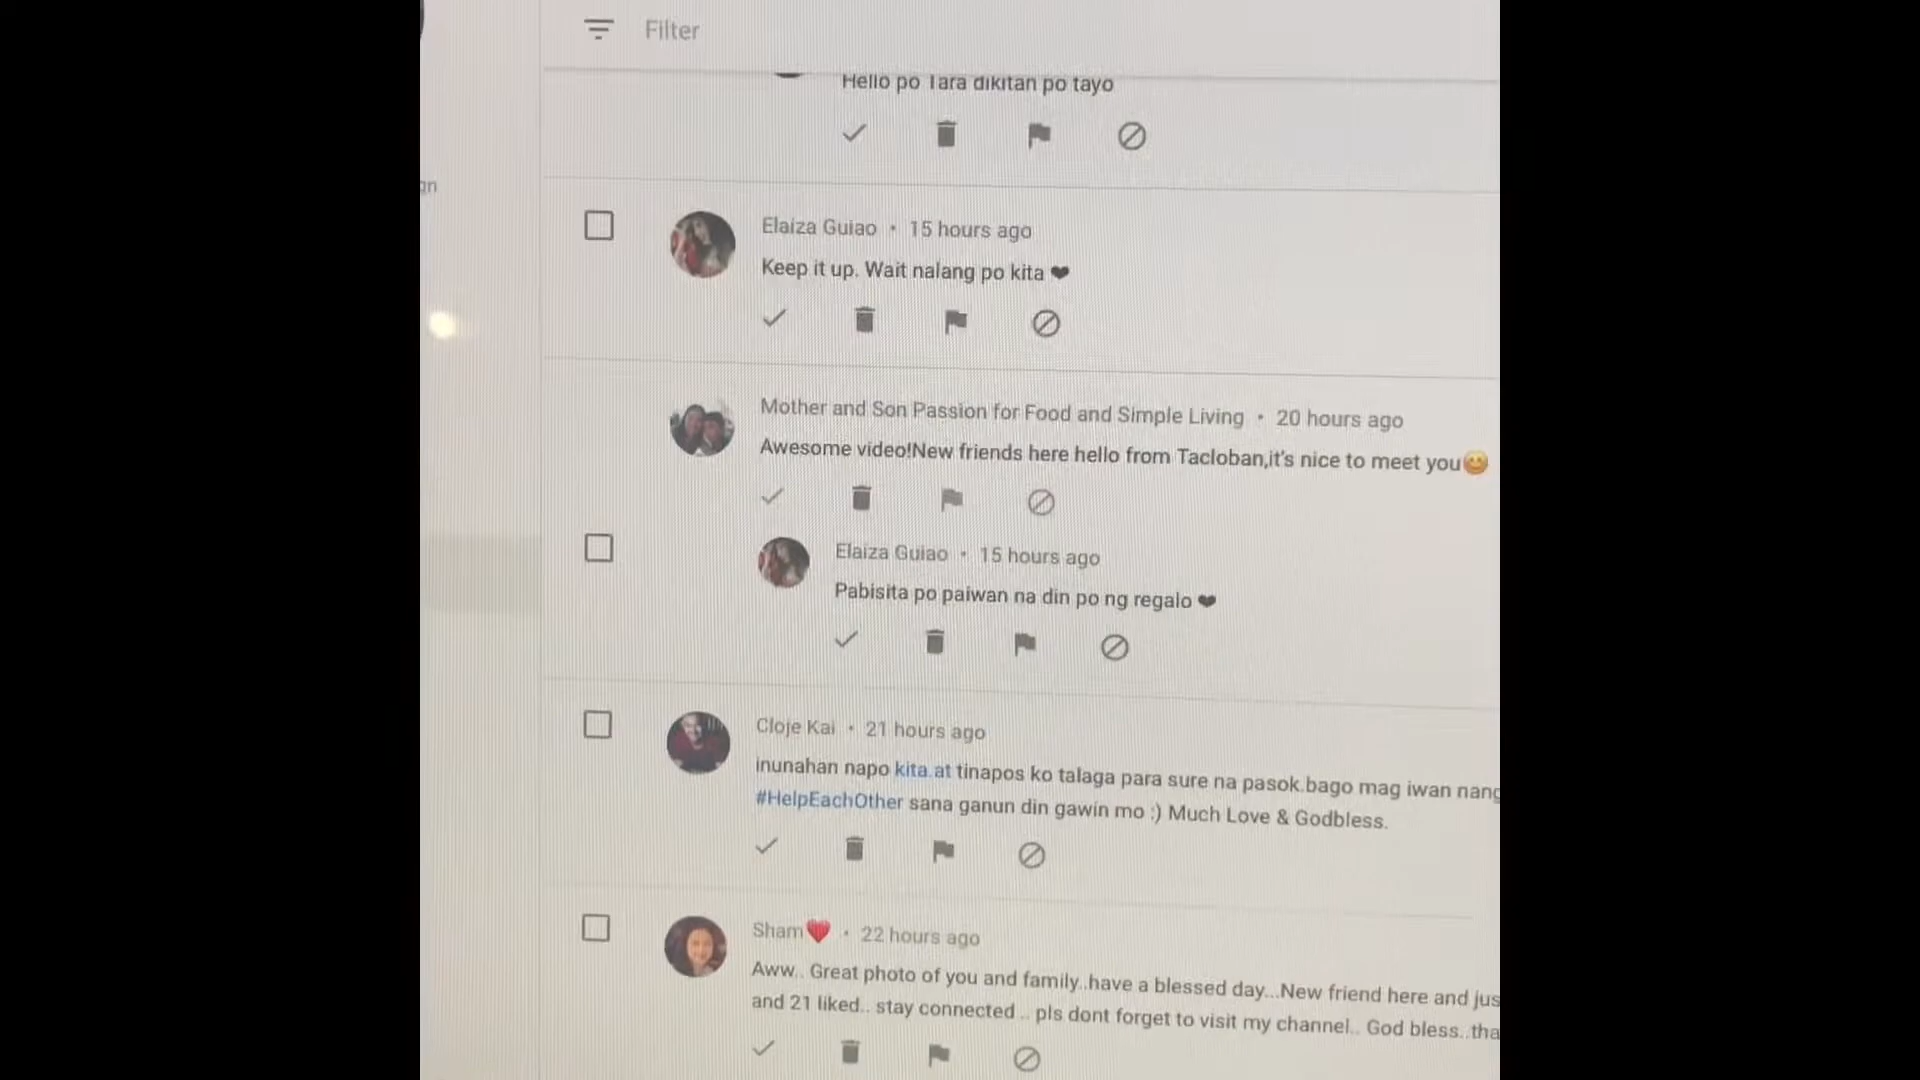 Filter
Hello po Tara dikitan po tayo
gn
Elaiza Guiao • 15 hours ago
Keep it up. Wait nalang po kita ❤
Mother and Son Passion for Food and Simple Living • 20 hours ago
Awesome video!New friends here hello from Tacloban,it's nice to meet you😊
Elaiza Guiao • 15 hours ago
Pabisita po paiwan na din po ng regalo ❤
Cloje Kai • 21 hours ago
inunahan napo kita.at tinapos ko talaga para sure na pasok.bago mag iwan nang
#HelpEachOther sana ganun din gawin mo :) Much Love & Godbless.
Sham❤️ • 22 hours ago
Aww.. Great photo of you and family..have a blessed day...New friend here and jus
and 21 liked.. stay connected .. pls dont forget to visit my channel.. God bless..tha